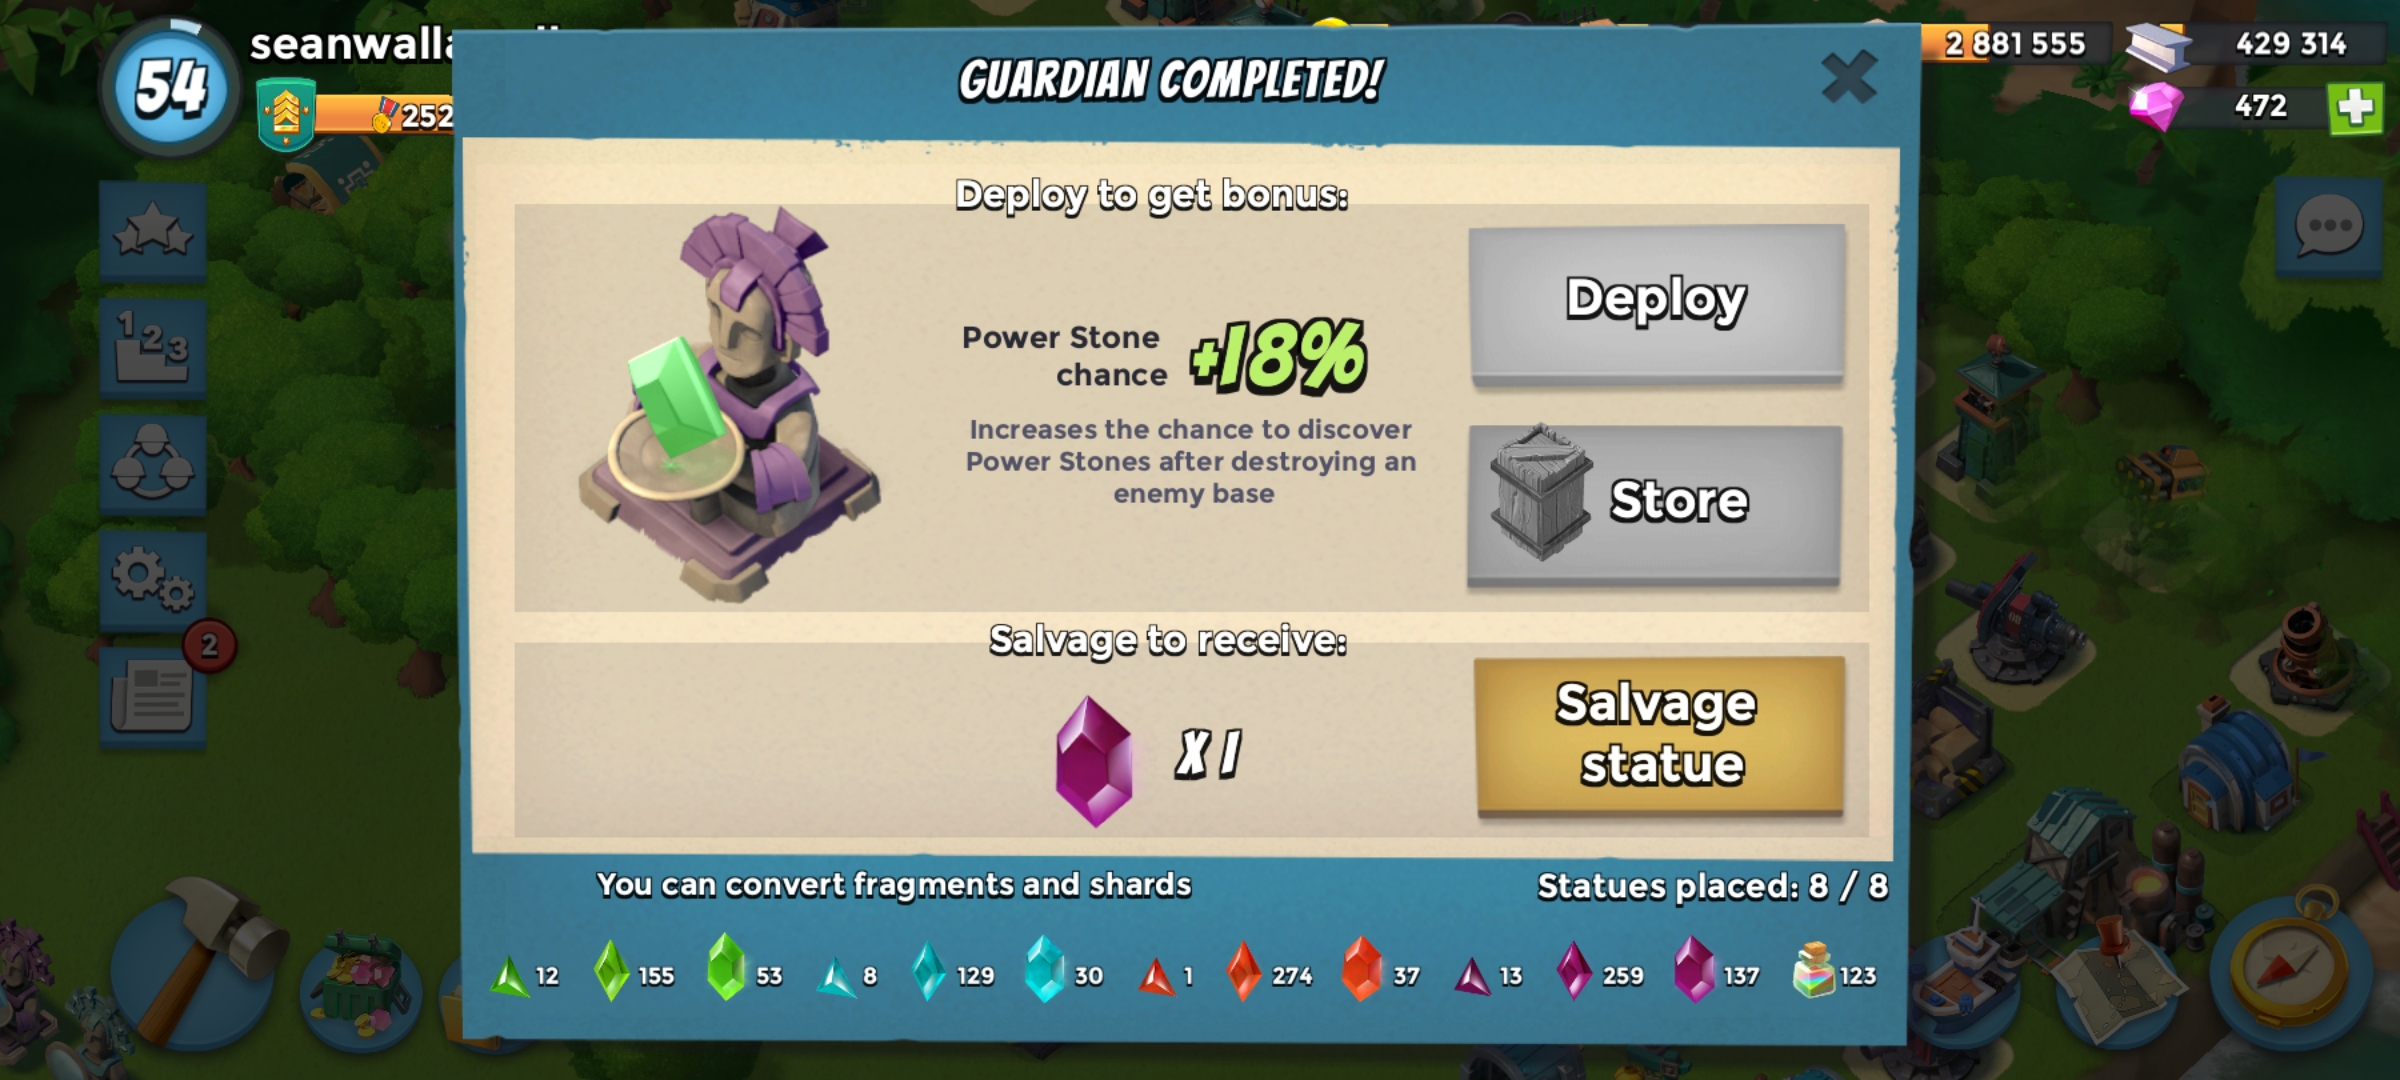 54
252
GUARDIAN COMPLETED!
2 881 555
429 314
472
Deploy to get bonus:
Power Stone
chance
+18%
Increases the chance to discover
Power Stones after destroying an
enemy base
Deploy
Store
1 2 3
2
Salvage to receive:
X 1
Salvage
statue
You can convert fragments and shards
Statues placed: 8 / 8
12
155
53
8
129
30
1
274
37
13
259
137
123